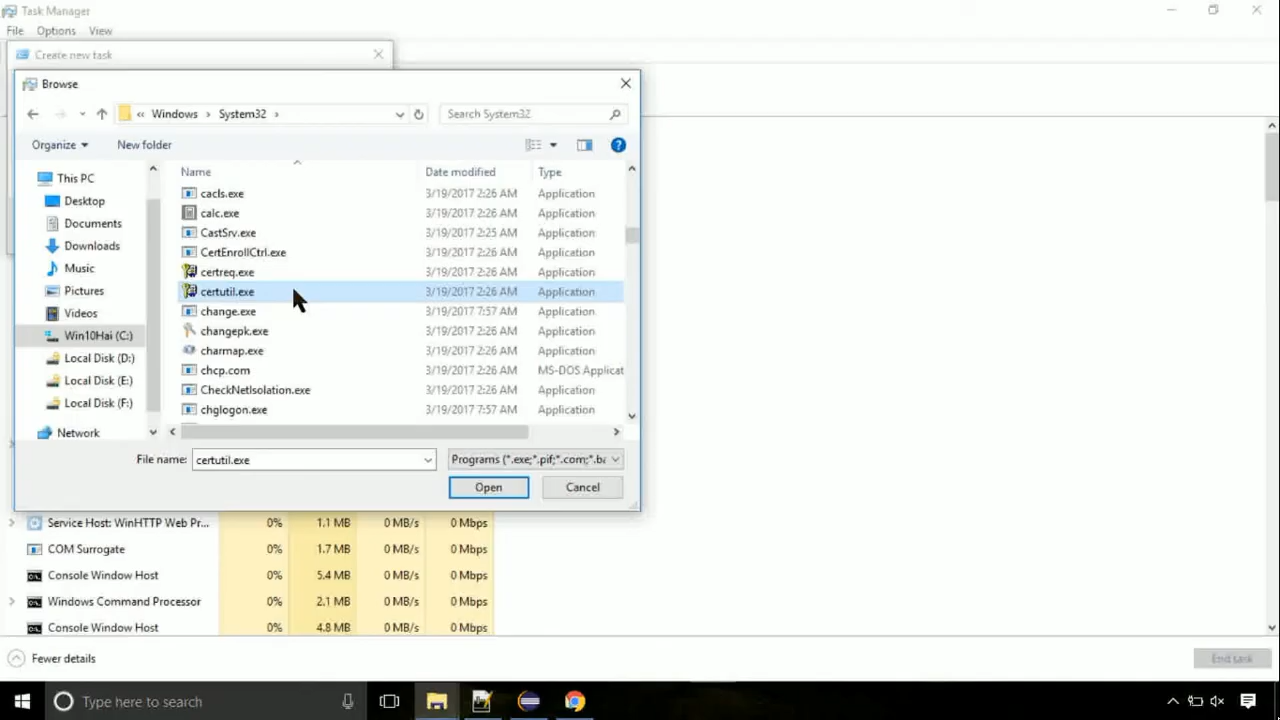 Task Manager
File Options View
Create new task
Browse
« Windows › System32 ›
Search System32
Organize
New folder
Name Date modified Type
This PC
Desktop
Documents
Downloads
Music
Pictures
Videos
Win10Hai (C:)
Local Disk (D:)
Local Disk (E:)
Local Disk (F:)
Network
cacls.exe 3/19/2017 2:26 AM Application
calc.exe 3/19/2017 2:26 AM Application
CastSrv.exe 3/19/2017 2:25 AM Application
CertEnrollCtrl.exe 3/19/2017 2:26 AM Application
certreq.exe 3/19/2017 2:26 AM Application
certutil.exe 3/19/2017 2:26 AM Application
change.exe 3/19/2017 7:57 AM Application
changepk.exe 3/19/2017 2:26 AM Application
charmap.exe 3/19/2017 2:26 AM Application
chcp.com 3/19/2017 2:26 AM MS-DOS Applicat
CheckNetIsolation.exe 3/19/2017 2:26 AM Application
chglogon.exe 3/19/2017 7:57 AM Application
File name: certutil.exe Programs (*.exe;*.pif;*.com;*.ba
Open Cancel
Service Host: WinHTTP Web Pr... 0% 1.1 MB 0 MB/s 0 Mbps
COM Surrogate 0% 1.7 MB 0 MB/s 0 Mbps
Console Window Host 0% 5.4 MB 0 MB/s 0 Mbps
Windows Command Processor 0% 2.1 MB 0 MB/s 0 Mbps
Console Window Host 0% 4.8 MB 0 MB/s 0 Mbps
Fewer details
End task
Type here to search